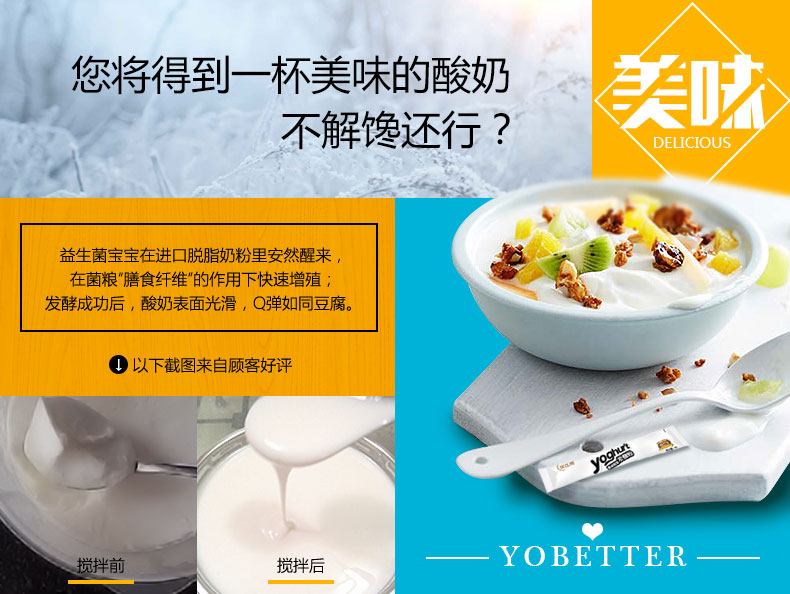 您将得到一杯美味的酸奶
不解馋还行？
美味
DELICIOUS
益生菌宝宝在进口脱脂奶粉里安然醒来，
在菌粮“膳食纤维”的作用下快速增殖；
发酵成功后，酸奶表面光滑，Q弹如同豆腐。
以下截图来自顾客好评
搅拌前
搅拌后
yoghurt
YOBETTER